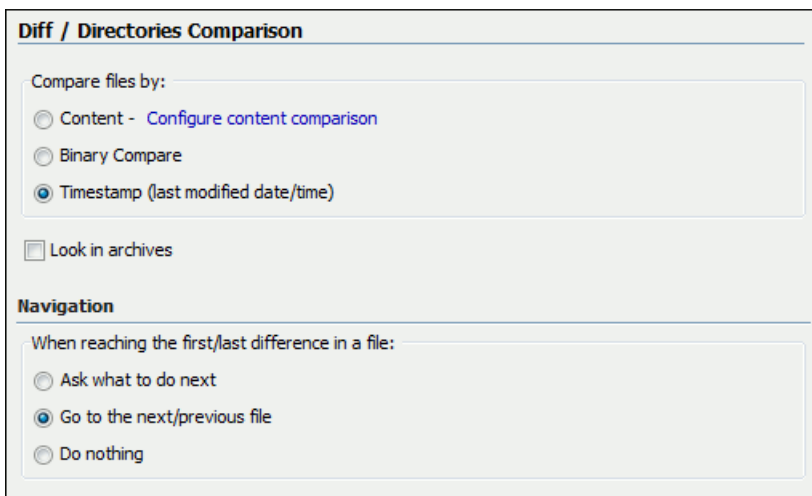 Diff / Directories Comparison
Compare files by:
Content - Configure content comparison
Binary Compare
Timestamp (last modified date/time)
Look in archives
Navigation
When reaching the first/last difference in a file:
Ask what to do next
Go to the next/previous file
Do nothing